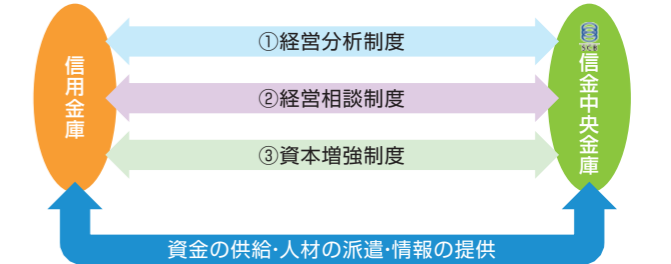 信用金庫
①経営分析制度
②経営相談制度
③資本増強制度
SCB
信金中央金庫
資金の供給・人材の派遣・情報の提供